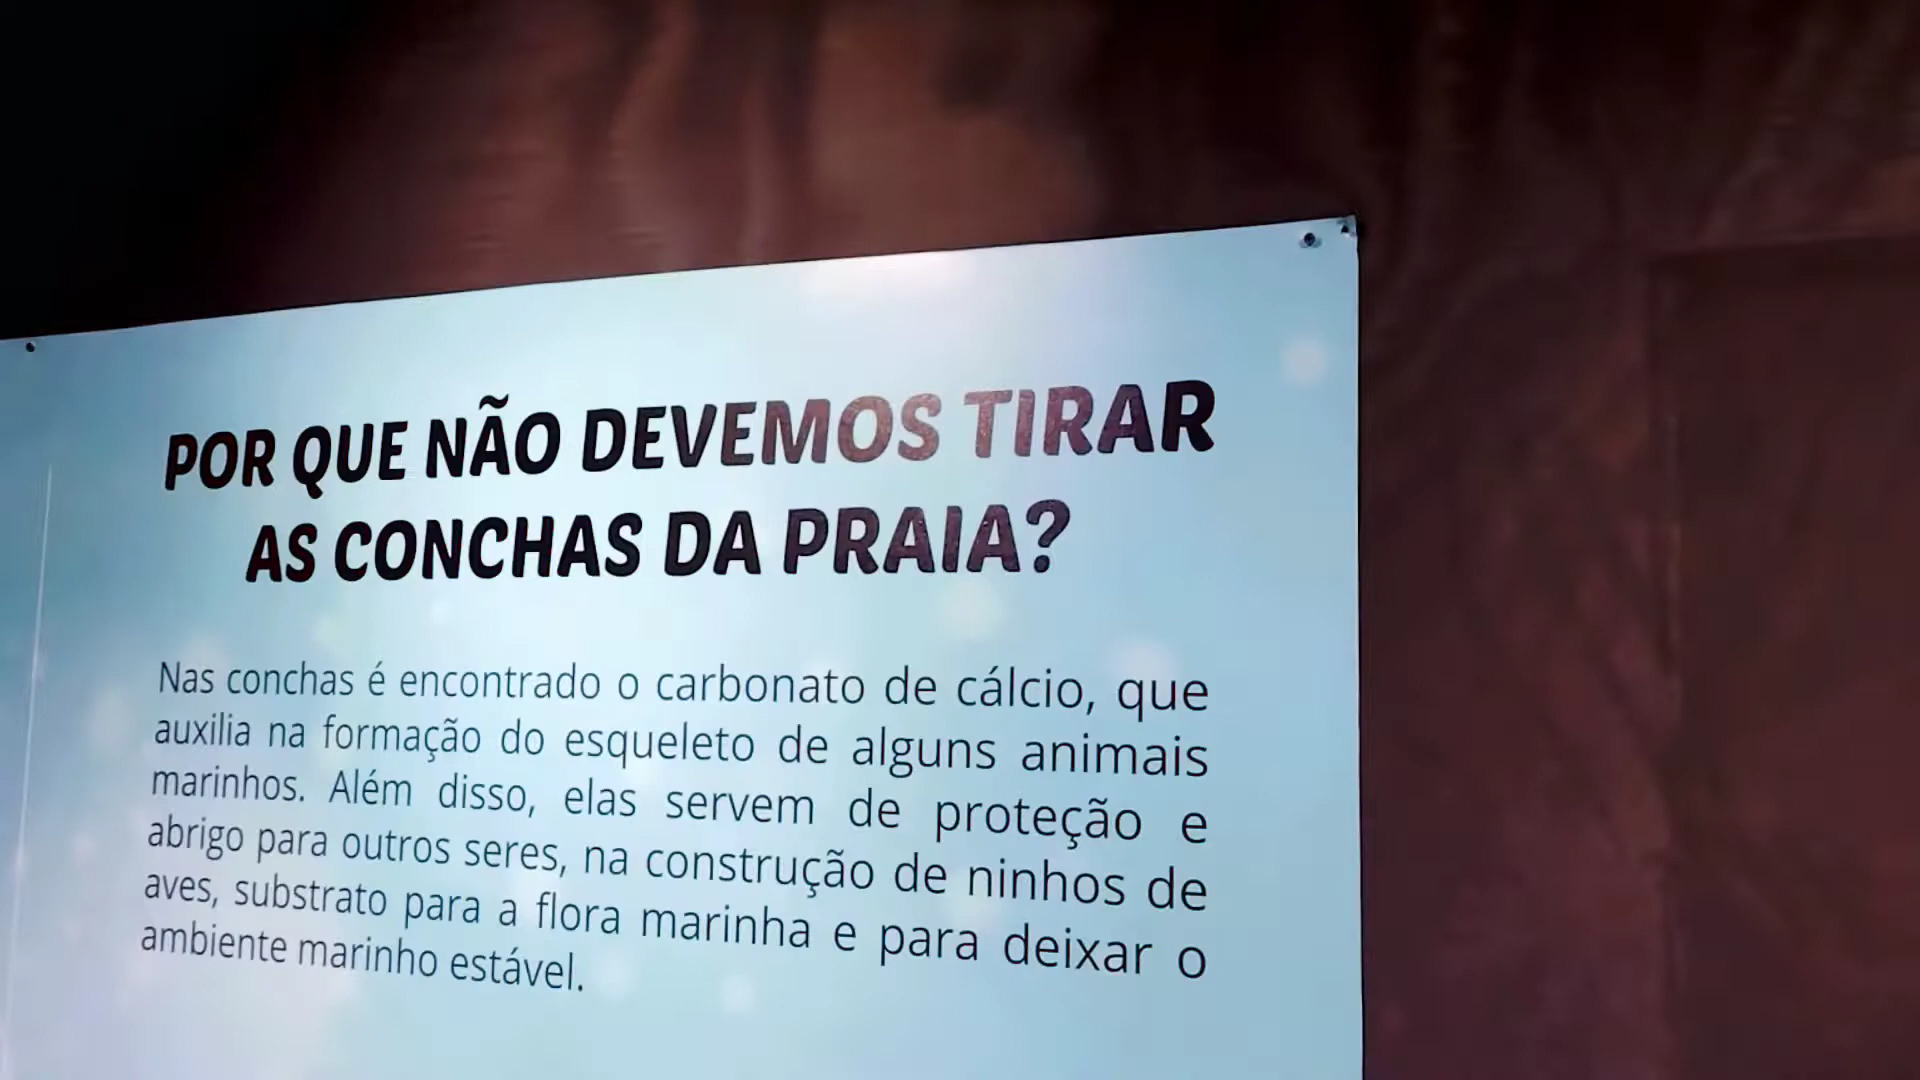 POR QUE NÃO DEVEMOS TIRAR
AS CONCHAS DA PRAIA?
Nas conchas é encontrado o carbonato de cálcio, que
auxilia na formação do esqueleto de alguns animais
marinhos. Além disso, elas servem de proteção e
abrigo para outros seres, na construção de ninhos de
aves, substrato para a flora marinha e para deixar o
ambiente marinho estável.